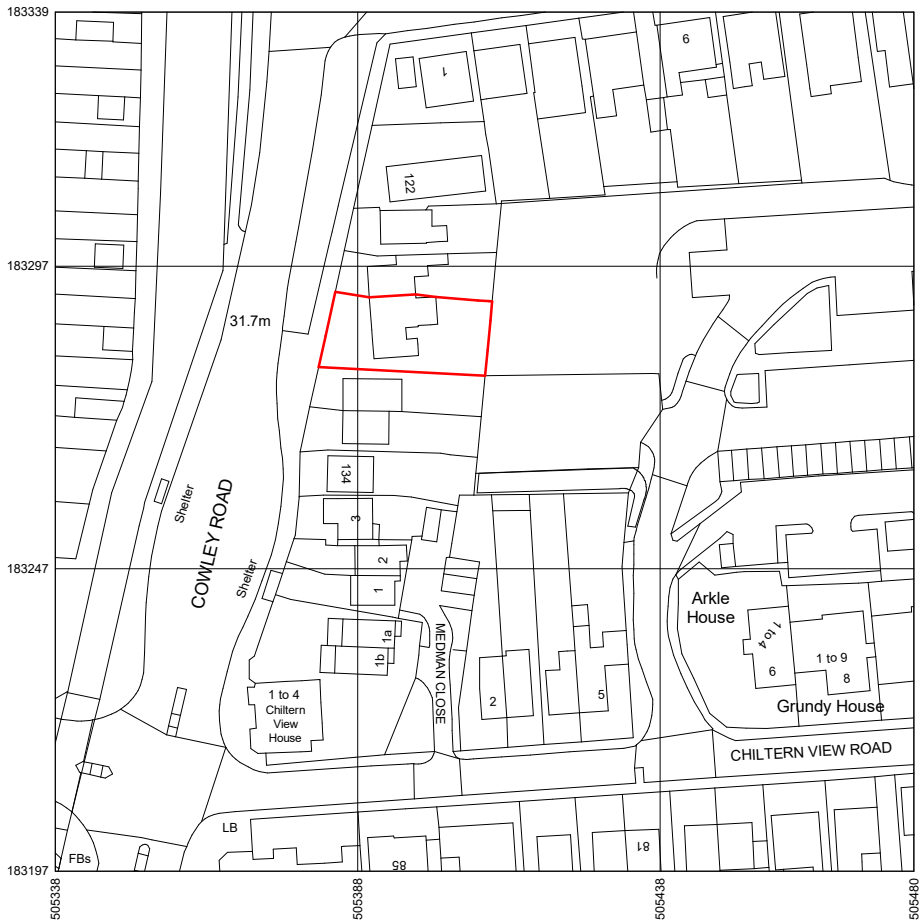 183339
6
1
122
183297
31.7m
134
Shelter
COWLEY ROAD
3
183247
Shelter
2
1
Arkle
House
1a
1 to 4
MEDMAN CLOSE
1b
1 to 9
6
8
1 to 4
Chiltern
View
House
2
5
Grundy House
CHILTERN VIEW ROAD
LB
81
FBs
85
183197
505338
505388
505438
505480